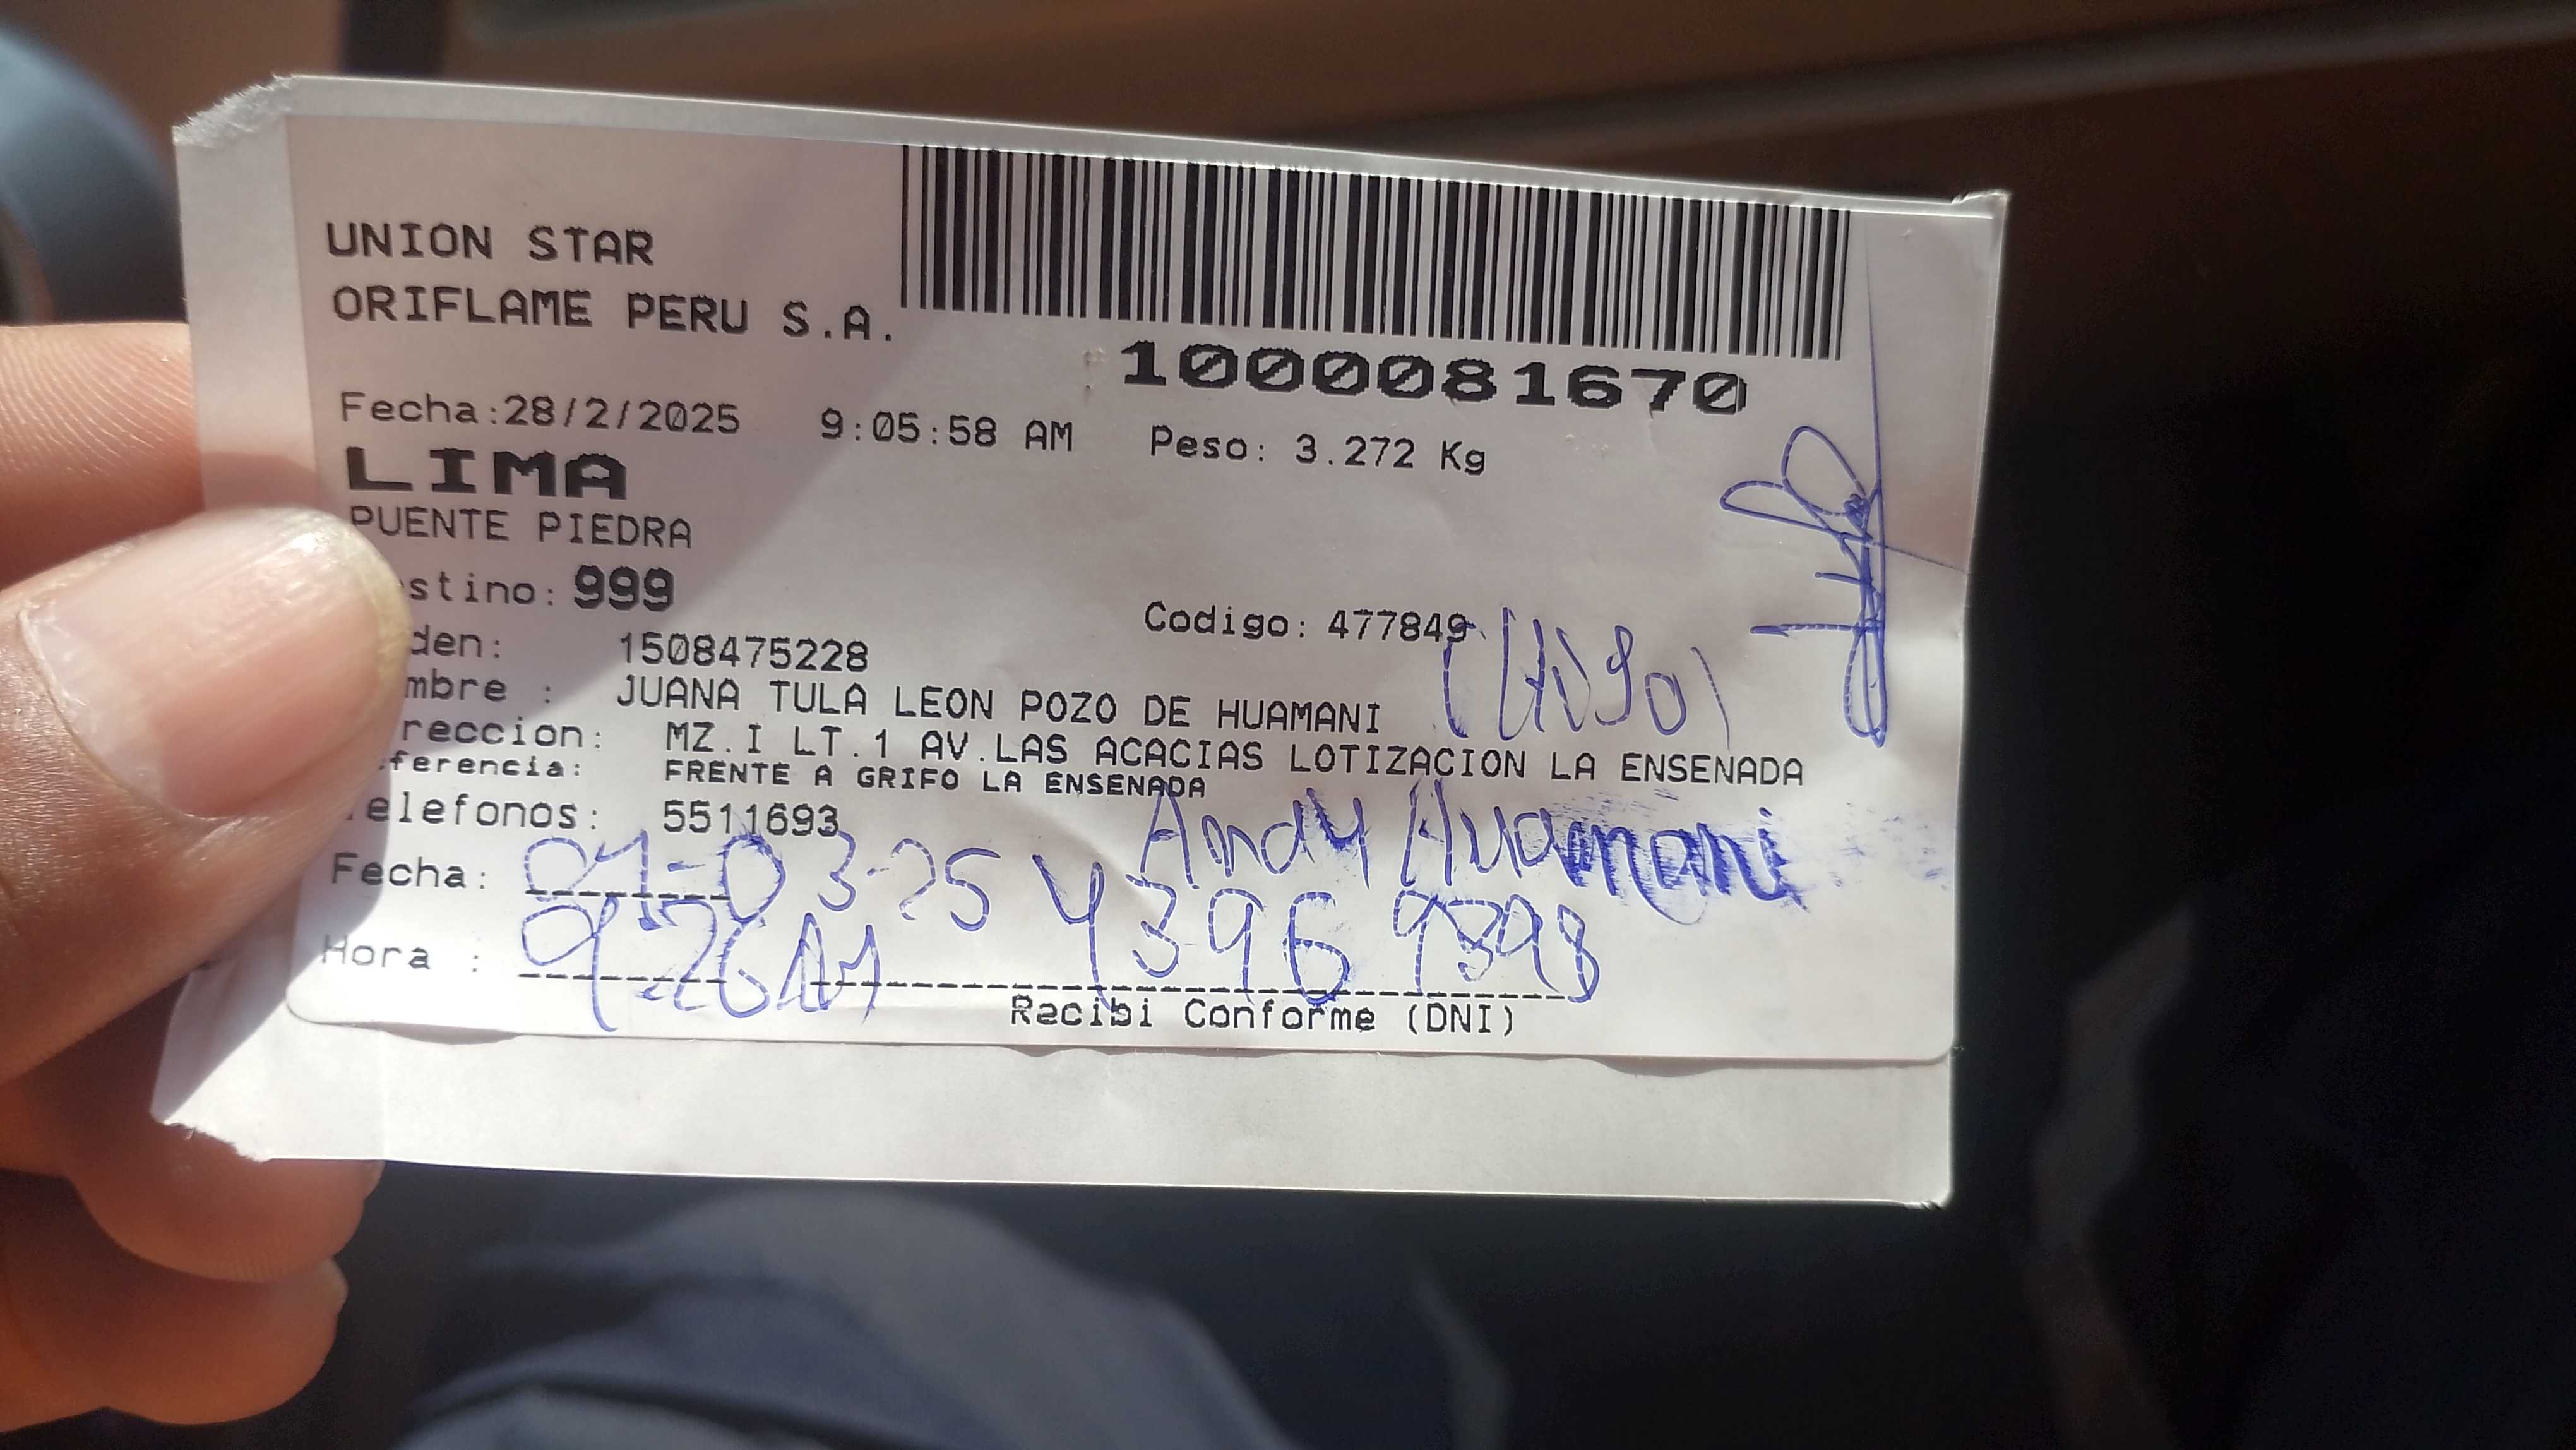 UNION STAR
ORIFLAME PERU S.A.
1000081670
Fecha:28/2/2025 9:05:58 AM Peso: 3.272 Kg
LIMA
PUENTE PIEDRA
stino: 999
Codigo: 477849
den: 1508475228
(Hijo)
mbre : JUANA TULA LEON POZO DE HUAMANI
reccion: MZ.I LT.1 AV.LAS ACACIAS LOTIZACION LA ENSENADA
ferencia: FRENTE A GRIFO LA ENSENADA
elefonos: 5511693
Andy Huamani
Fecha: 01-03-25
43969398
Hora : 9:26AM
Recibi Conforme (DNI)